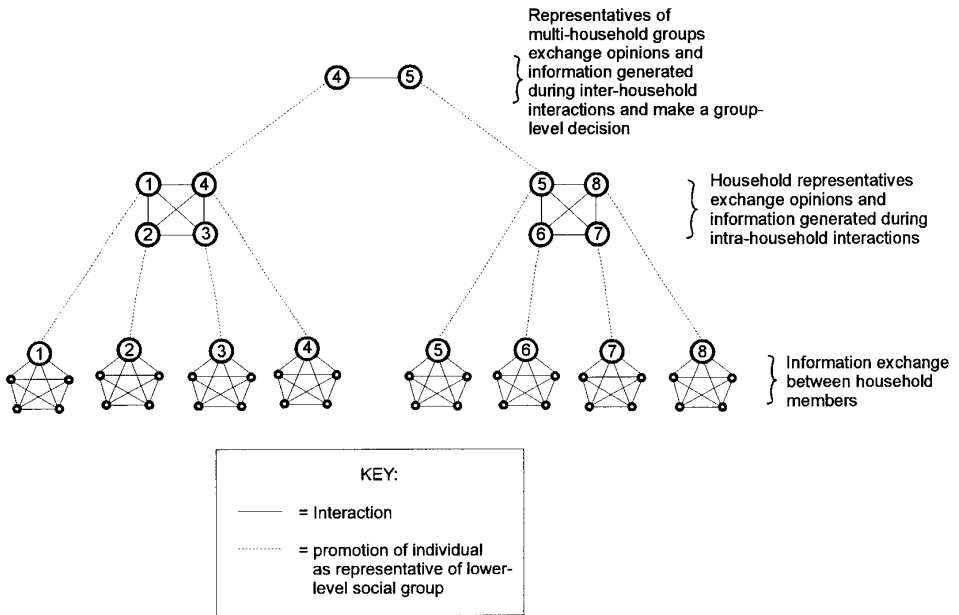 Representatives of
multi-household groups
exchange opinions and
information generated
during inter-household
interactions and make a group-
level decision
4 5
1 4
2 3
5 8
6 7
Household representatives
exchange opinions and
information generated during
intra-household interactions
1 2 3 4 5 6 7 8
Information exchange
between household
members
KEY:
= Interaction
= promotion of individual
as representative of lower-
level social group